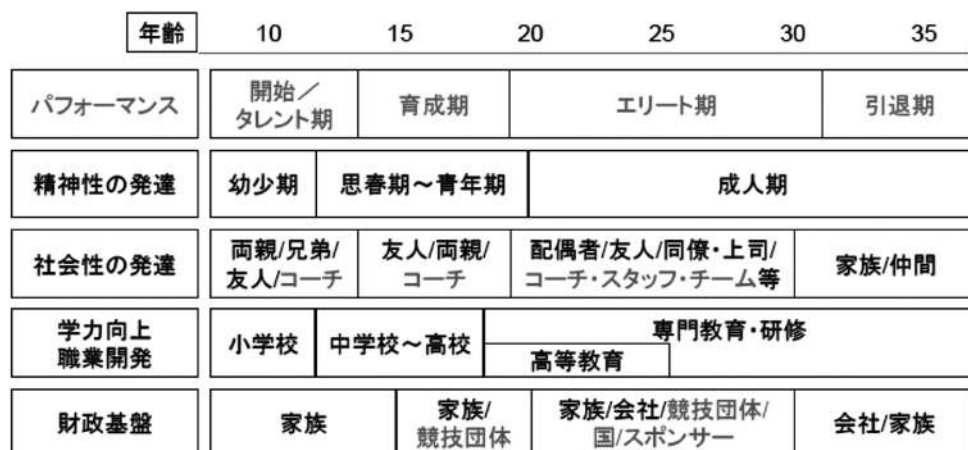 年齢 10 15 20 25 30 35
パフォーマンス
開始／
タレント期
育成期
エリート期
引退期
精神性の発達
幼少期
思春期～青年期
成人期
社会性の発達
両親/兄弟/
友人/コーチ
友人/両親/
コーチ
配偶者/友人/同僚・上司/
コーチ・スタッフ・チーム等
家族/仲間
学力向上
職業開発
小学校
中学校～高校
専門教育・研修
高等教育
財政基盤
家族
家族/
競技団体
家族/会社/競技団体/
国/スポンサー
会社/家族